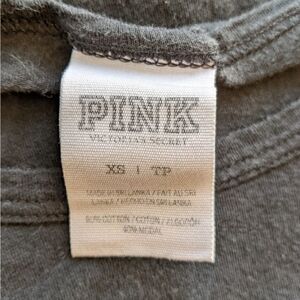 PINK
VICTORIA'S SECRET
XS | TP
MADE IN SRI LANKA / FAIT AU SRI
LANKA / HECHO EN SRI LANKA
60% COTTON / COTON / ALGODÓN
40% MODAL